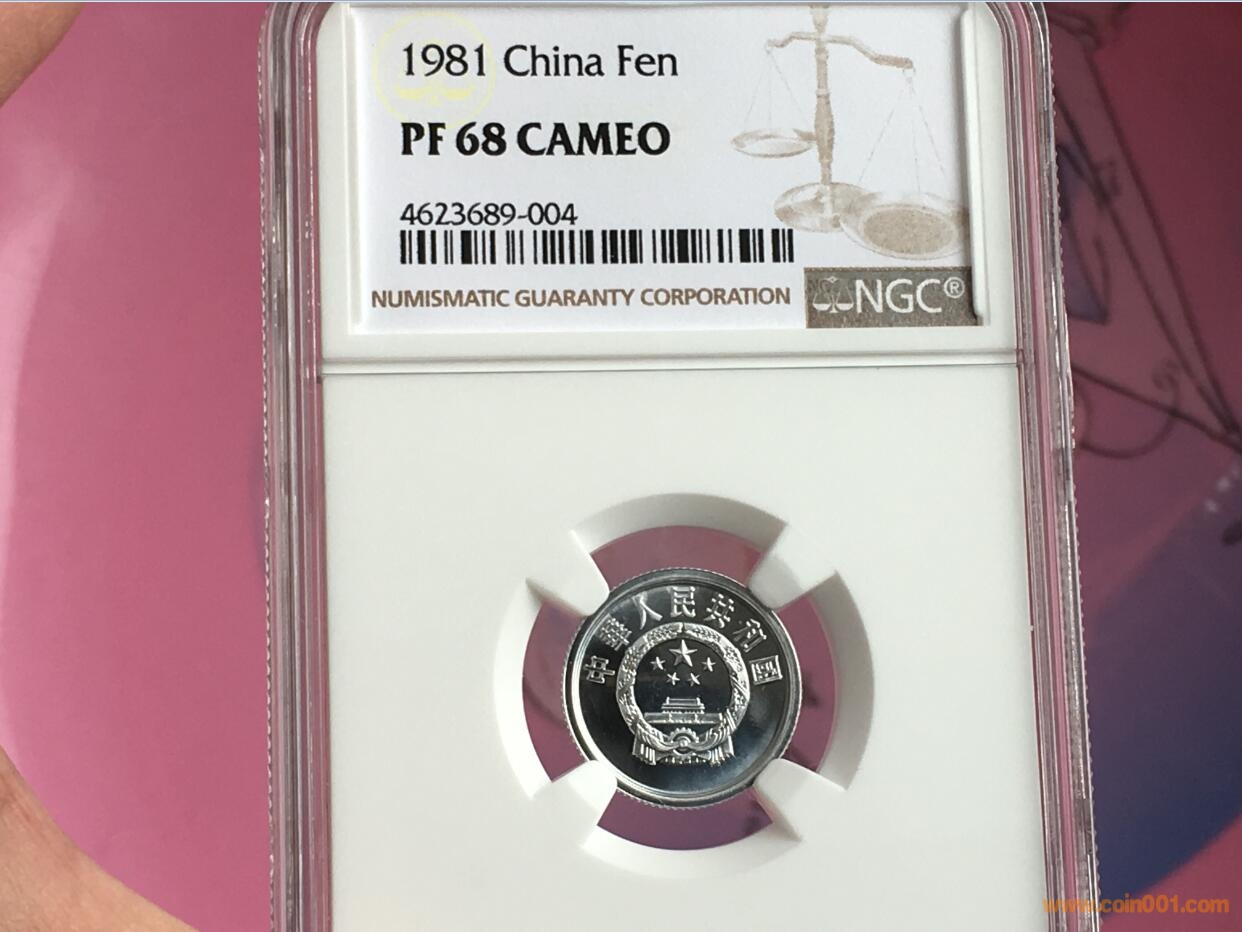 1981 China Fen
PF 68 CAMEO
4623689-004
NUMISMATIC GUARANTY CORPORATION
NGC®
中華人民共和国
www.coin001.com